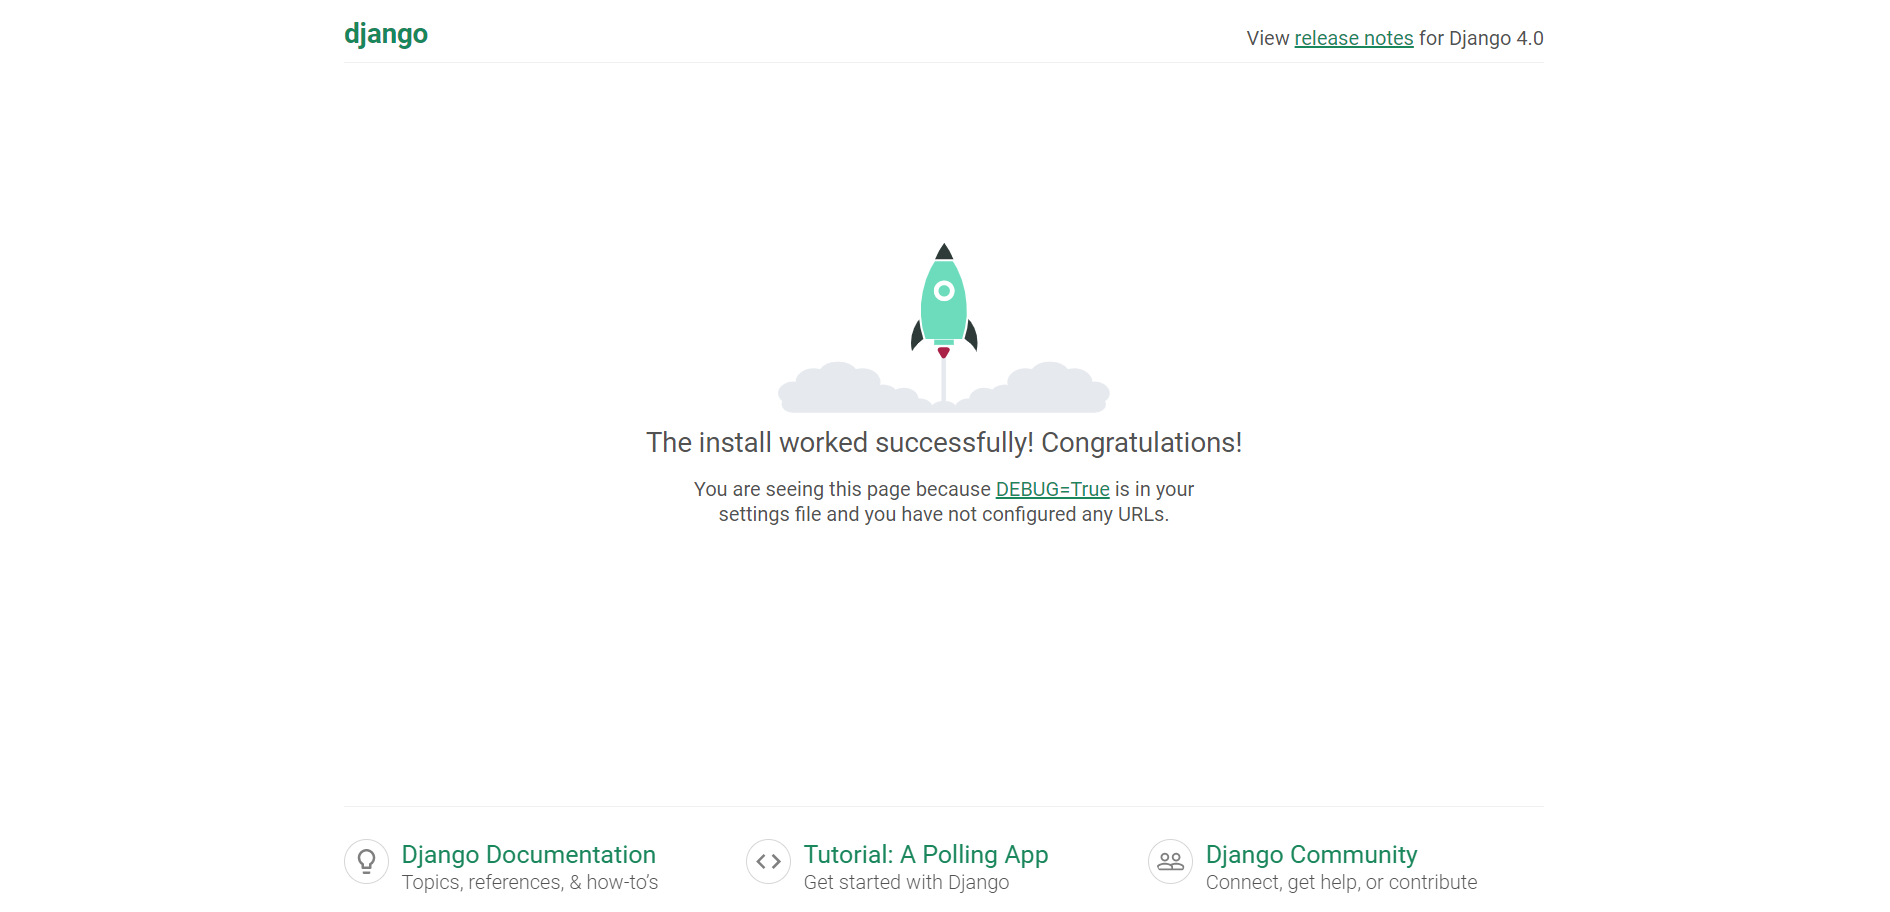 django
View release notes for Django 4.0
The install worked successfully! Congratulations!
You are seeing this page because DEBUG=True is in your
settings file and you have not configured any URLs.
Django Documentation
Topics, references, & how-to’s
Tutorial: A Polling App
Get started with Django
Django Community
Connect, get help, or contribute